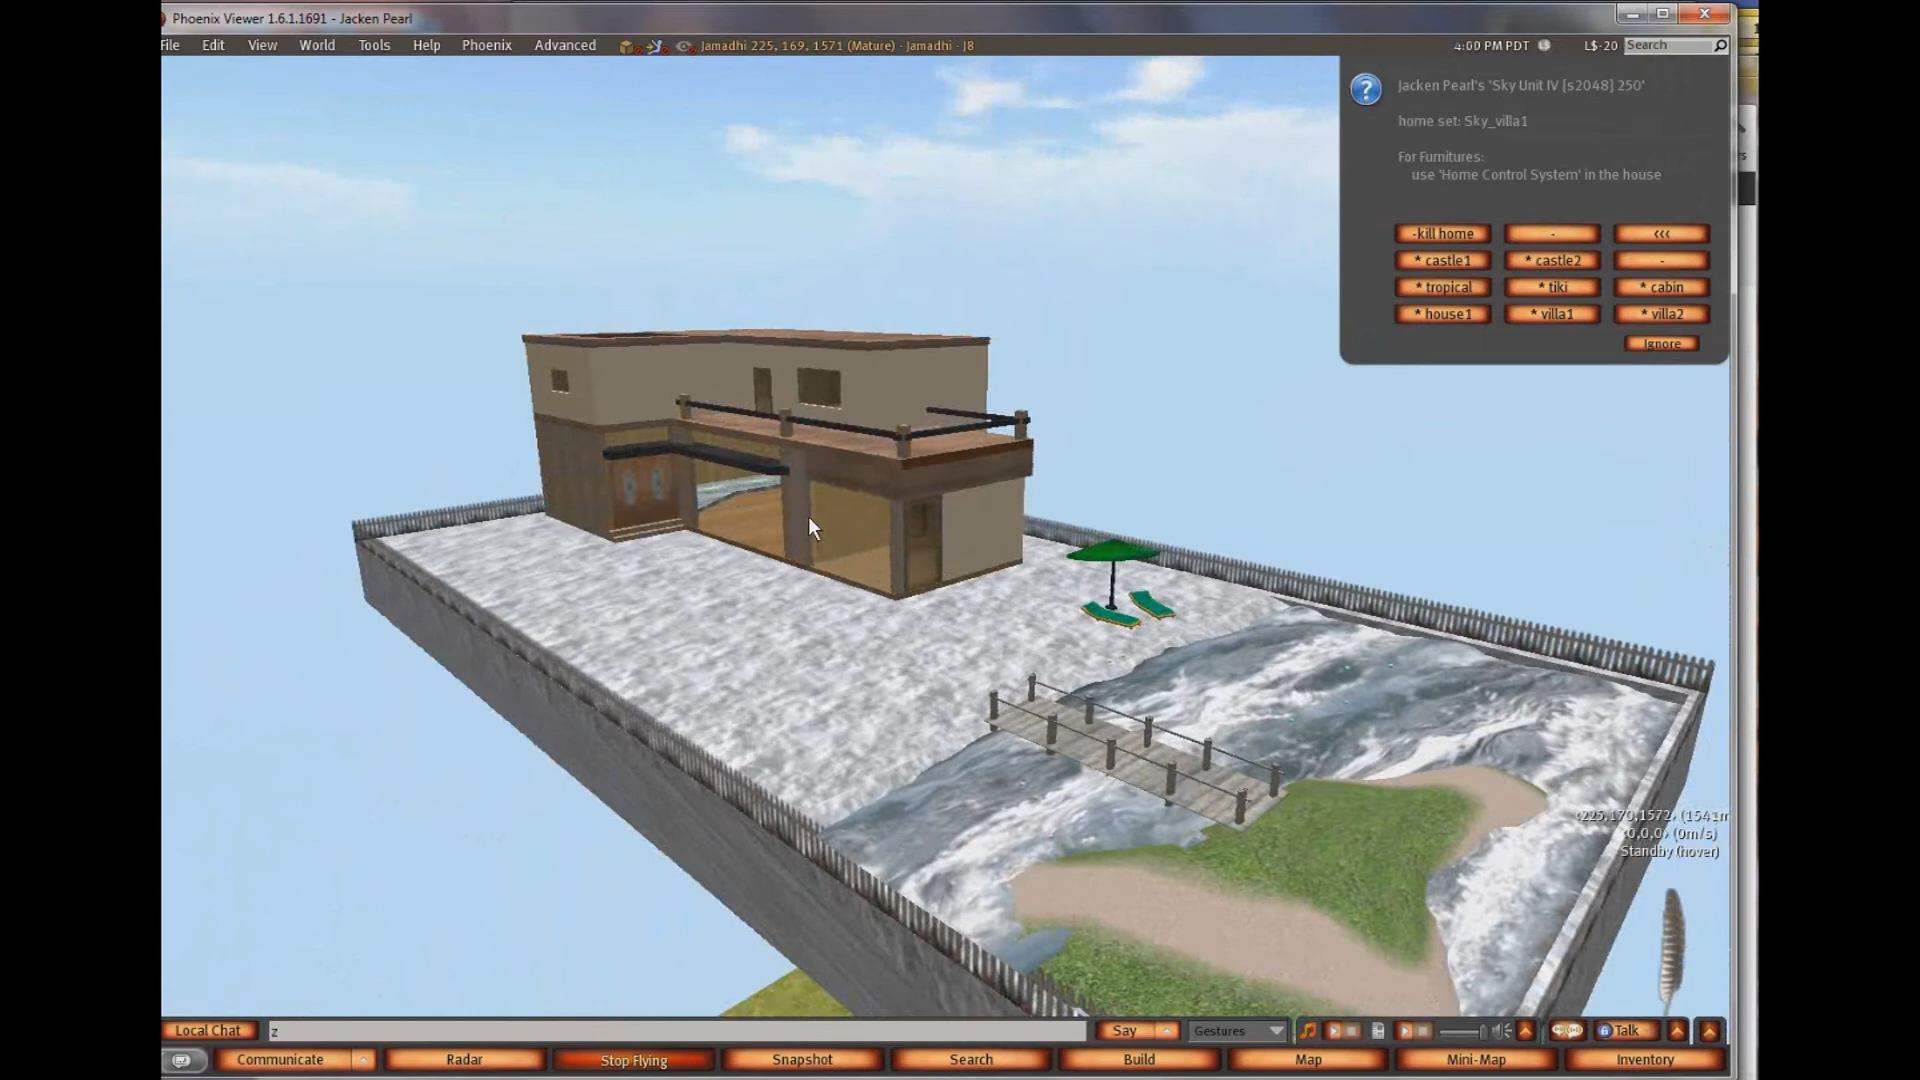 Phoenix Viewer 1.6.1.1691 - Jacken Pearl
File Edit View World Tools Help Phoenix Advanced Jamadhi 225, 169, 1571 (Mature) - Jamadhi - J8 4:00 PM PDT L$-20 Search
Jacken Pearl's 'Sky Unit IV [s2048] 250'
home set: Sky_villa1
For Furnitures:
use 'Home Control System' in the house
-kill home - <<<
* castle1 * castle2 -
* tropical * tiki * cabin
* house1 * villa1 * villa2
Ignore
<225,170,1572> (1541m
<0,0,0> (0m/s)
Standby (hover)
Local Chat z Say Gestures Talk
Communicate Radar Stop Flying Snapshot Search Build Map Mini-Map Inventory